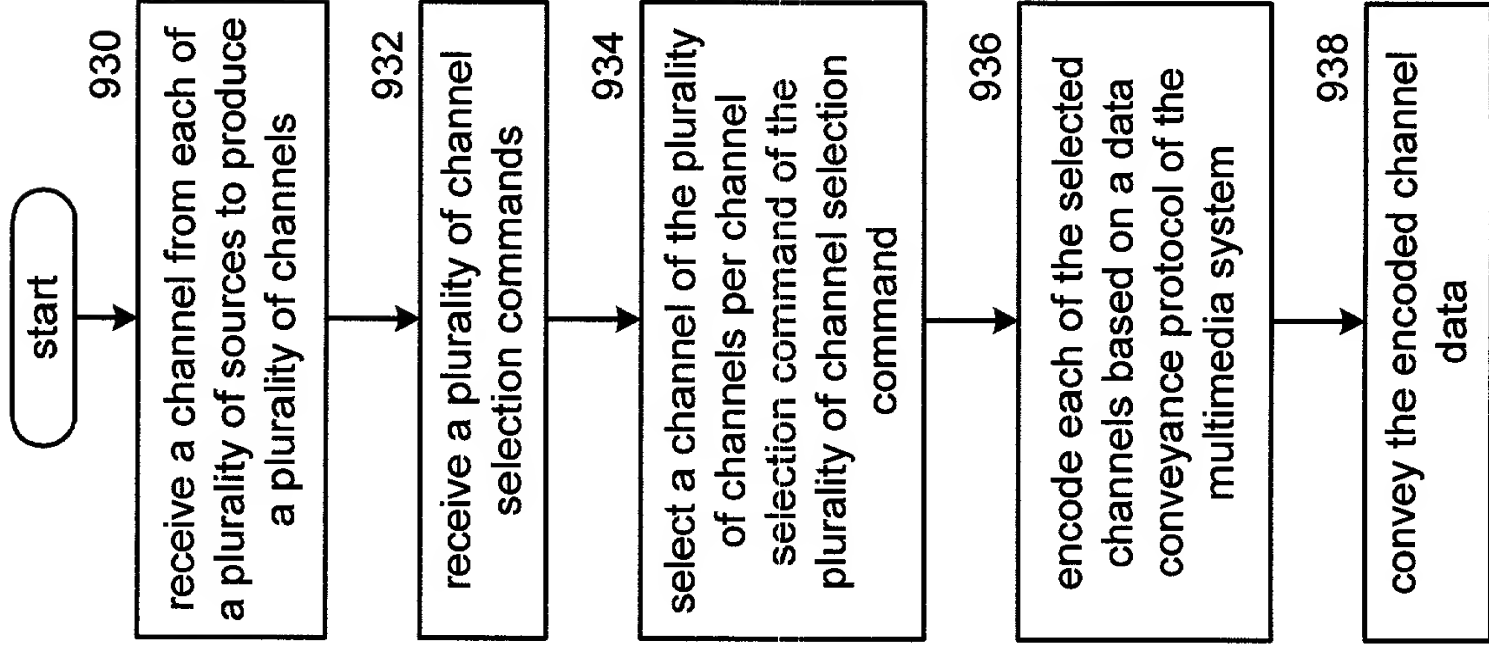 start
930
receive a channel from each of
a plurality of sources to produce
a plurality of channels
932
receive a plurality of channel
selection commands
934
select a channel of the plurality
of channels per channel
selection command of the
plurality of channel selection
command
936
encode each of the selected
channels based on a data
conveyance protocol of the
multimedia system
938
convey the encoded channel
data